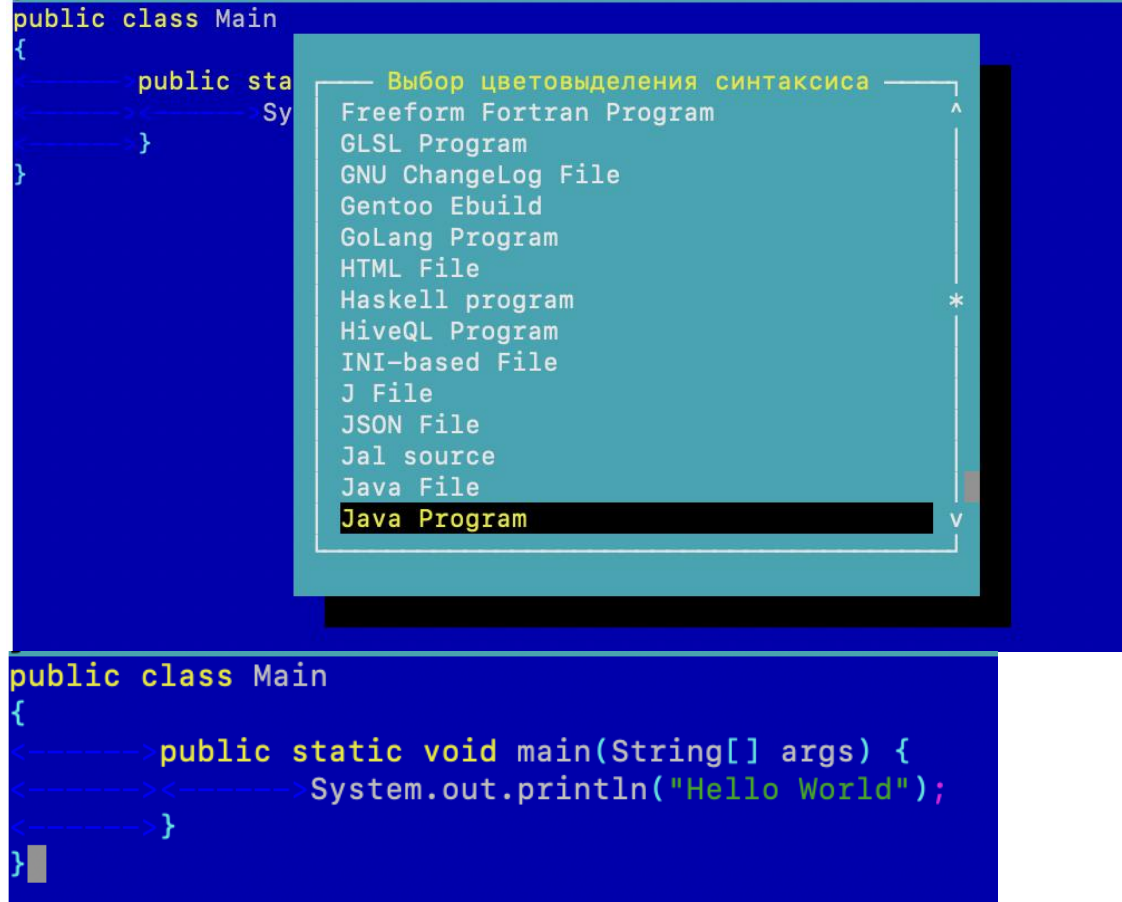 public class Main
{
<------>public sta
<------><------>Sy
<------>}
}
Выбор цветовыделения синтаксиса
Freeform Fortran Program
GLSL Program
GNU ChangeLog File
Gentoo Ebuild
GoLang Program
HTML File
Haskell program
HiveQL Program
INI-based File
J File
JSON File
Jal source
Java File
Java Program
public class Main
{
<------>public static void main(String[] args) {
<------><------>System.out.println("Hello World");
<------>}
}